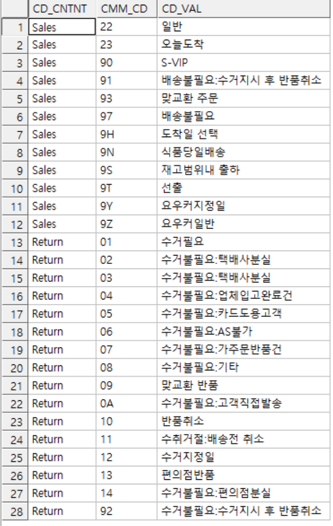 CD_CNTNT CMM_CD CD_VAL
1 Sales 22 일반
2 Sales 23 오늘도착
3 Sales 90 S-VIP
4 Sales 91 배송불필요:수거지시 후 반품취소
5 Sales 93 맞교환 주문
6 Sales 97 배송불필요
7 Sales 9H 도착일 선택
8 Sales 9N 식품당일배송
9 Sales 9S 재고범위내 출하
10 Sales 9T 선출
11 Sales 9Y 요우커지정일
12 Sales 9Z 요우커일반
13 Return 01 수거필요
14 Return 02 수거불필요:택배사분실
15 Return 03 수거불필요:택배사분실
16 Return 04 수거불필요:업체입고완료건
17 Return 05 수거불필요:카드도용고객
18 Return 06 수거불필요:AS불가
19 Return 07 수거불필요:가주문반품건
20 Return 08 수거불필요:기타
21 Return 09 맞교환 반품
22 Return 0A 수거불필요:고객직접발송
23 Return 10 반품취소
24 Return 11 수취거절:배송전 취소
25 Return 12 수거지정일
26 Return 13 편의점반품
27 Return 14 수거불필요:편의점분실
28 Return 92 수거불필요:수거지시 후 반품취소